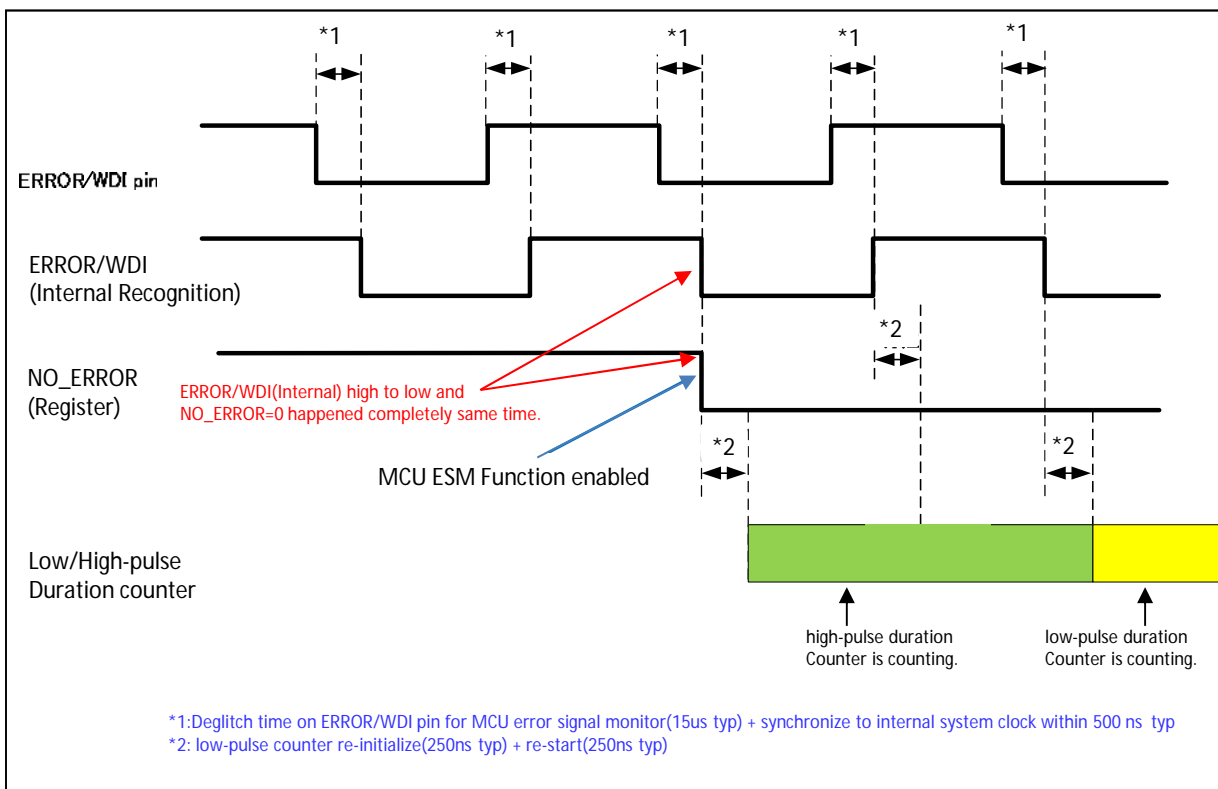 *1 *1 *1 *1 *1
ERROR/WDI pin
ERROR/WDI
(Internal Recognition)
*2
NO_ERROR
(Register)
ERROR/WDI(Internal) high to low and
NO_ERROR=0 happened completely same time.
*2 *2
MCU ESM Function enabled
Low/High-pulse
Duration counter
high-pulse duration
Counter is counting.
low-pulse duration
Counter is counting.
*1:Deglitch time on ERROR/WDI pin for MCU error signal monitor(15us typ) + synchronize to internal system clock within 500 ns typ
*2: low-pulse counter re-initialize(250ns typ) + re-start(250ns typ)